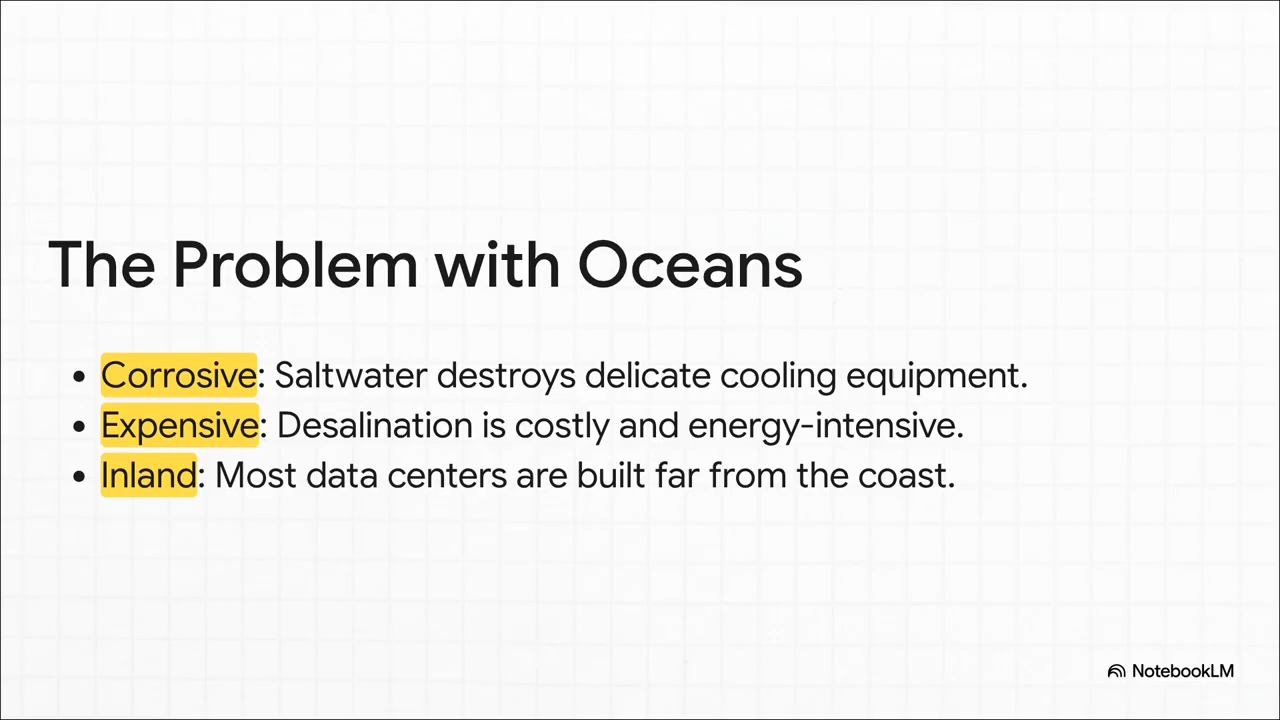 The Problem with Oceans
• Corrosive: Saltwater destroys delicate cooling equipment.
• Expensive: Desalination is costly and energy-intensive.
• Inland: Most data centers are built far from the coast.
NotebookLM